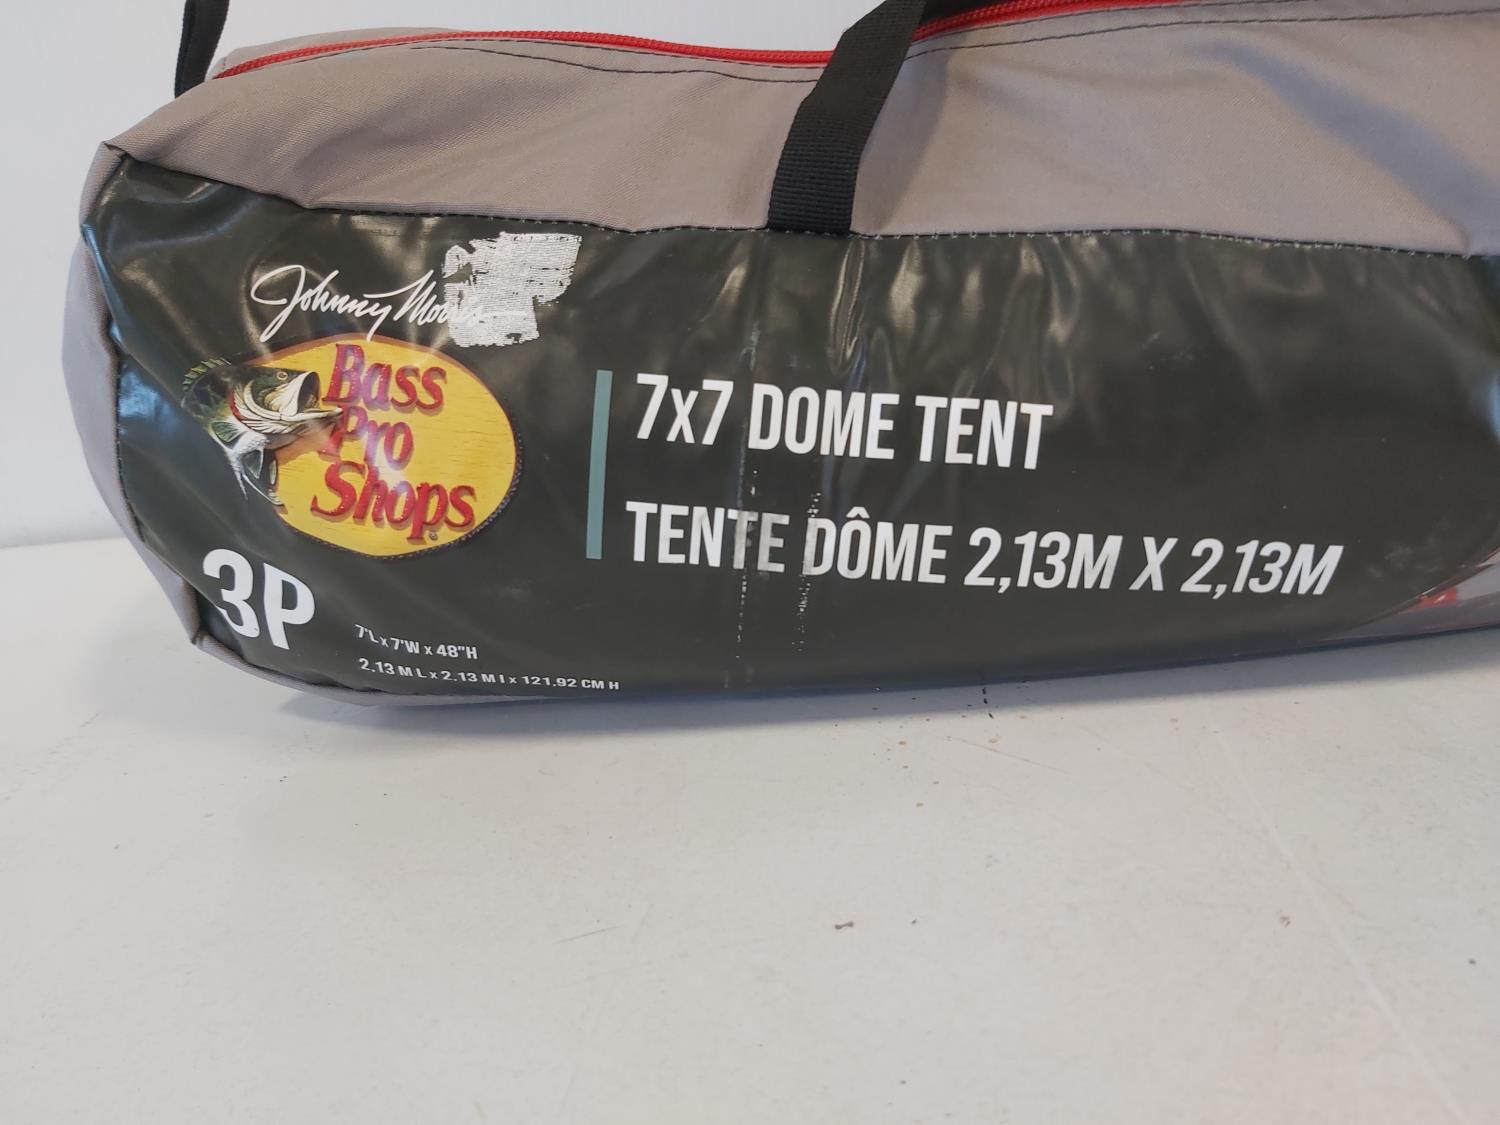 Johnny Morris
Bass
Pro
Shops
7x7 DOME TENT
TENTE DÔME 2,13M X 2,13M
3P
7'L x 7'W x 48"H
2.13 M L x 2.13 M l x 121.92 CM H